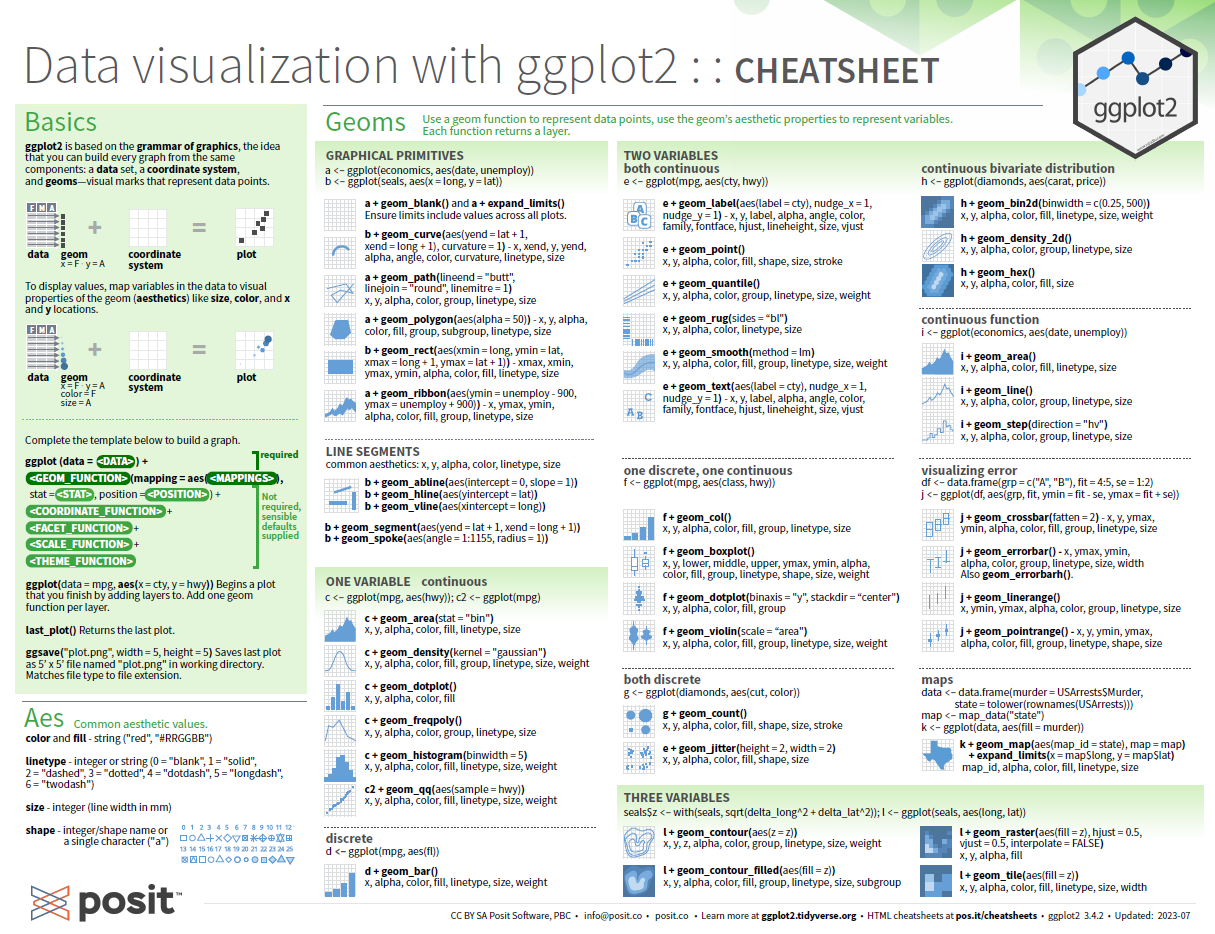 Data visualization with ggplot2 : : CHEATSHEET
ggplot2
Basics
ggplot2 is based on the grammar of graphics, the idea
that you can build every graph from the same
components: a data set, a coordinate system,
and geoms—visual marks that represent data points.
F M A
+ =
data geom coordinate plot
x = F · y = A system
To display values, map variables in the data to visual
properties of the geom (aesthetics) like size, color, and x
and y locations.
F M A
+ =
data geom coordinate plot
x = F · y = A system
color = F
size = A
Complete the template below to build a graph.
required
ggplot (data = <DATA>) +
<GEOM_FUNCTION>(mapping = aes(<MAPPINGS>),
stat = <STAT>, position = <POSITION>) +
<COORDINATE_FUNCTION> +
<FACET_FUNCTION> +
<SCALE_FUNCTION> +
<THEME_FUNCTION>
Not
required,
sensible
defaults
supplied
ggplot(data = mpg, aes(x = cty, y = hwy)) Begins a plot
that you finish by adding layers to. Add one geom
function per layer.
last_plot() Returns the last plot.
ggsave("plot.png", width = 5, height = 5) Saves last plot
as 5' x 5' file named "plot.png" in working directory.
Matches file type to file extension.
Aes Common aesthetic values.
color and fill - string ("red", "#RRGGBB")
linetype - integer or string (0 = "blank", 1 = "solid",
2 = "dashed", 3 = "dotted", 4 = "dotdash", 5 = "longdash",
6 = "twodash")
size - integer (line width in mm)
shape - integer/shape name or
a single character ("a")
0 1 2 3 4 5 6 7 8 9 10 11 12
13 14 15 16 17 18 19 20 21 22 23 24 25
Geoms
Use a geom function to represent data points, use the geom's aesthetic properties to represent variables.
Each function returns a layer.
GRAPHICAL PRIMITIVES
a <- ggplot(economics, aes(date, unemploy))
b <- ggplot(seals, aes(x = long, y = lat))
a + geom_blank() and a + expand_limits()
Ensure limits include values across all plots.
b + geom_curve(aes(yend = lat + 1,
xend = long + 1), curvature = 1) - x, xend, y, yend,
alpha, angle, color, curvature, linetype, size
a + geom_path(lineend = "butt",
linejoin = "round", linemitre = 1)
x, y, alpha, color, group, linetype, size
a + geom_polygon(aes(alpha = 50)) - x, y, alpha,
color, fill, group, subgroup, linetype, size
b + geom_rect(aes(xmin = long, ymin = lat,
xmax = long + 1, ymax = lat + 1)) - xmax, xmin,
ymax, ymin, alpha, color, fill, linetype, size
a + geom_ribbon(aes(ymin = unemploy - 900,
ymax = unemploy + 900)) - x, ymax, ymin,
alpha, color, fill, group, linetype, size
LINE SEGMENTS
common aesthetics: x, y, alpha, color, linetype, size
b + geom_abline(aes(intercept = 0, slope = 1))
b + geom_hline(aes(yintercept = lat))
b + geom_vline(aes(xintercept = long))
b + geom_segment(aes(yend = lat + 1, xend = long + 1))
b + geom_spoke(aes(angle = 1:1155, radius = 1))
ONE VARIABLE continuous
c <- ggplot(mpg, aes(hwy)); c2 <- ggplot(mpg)
c + geom_area(stat = "bin")
x, y, alpha, color, fill, linetype, size
c + geom_density(kernel = "gaussian")
x, y, alpha, color, fill, group, linetype, size, weight
c + geom_dotplot()
x, y, alpha, color, fill
c + geom_freqpoly()
x, y, alpha, color, group, linetype, size
c + geom_histogram(binwidth = 5)
x, y, alpha, color, fill, linetype, size, weight
c2 + geom_qq(aes(sample = hwy))
x, y, alpha, color, fill, linetype, size, weight
discrete
d <- ggplot(mpg, aes(fl))
d + geom_bar()
x, alpha, color, fill, linetype, size, weight
TWO VARIABLES
both continuous
e <- ggplot(mpg, aes(cty, hwy))
e + geom_label(aes(label = cty), nudge_x = 1,
nudge_y = 1) - x, y, label, alpha, angle, color,
family, fontface, hjust, lineheight, size, vjust
e + geom_point()
x, y, alpha, color, fill, shape, size, stroke
e + geom_quantile()
x, y, alpha, color, group, linetype, size, weight
e + geom_rug(sides = “bl")
x, y, alpha, color, linetype, size
e + geom_smooth(method = lm)
x, y, alpha, color, fill, group, linetype, size, weight
e + geom_text(aes(label = cty), nudge_x = 1,
nudge_y = 1) - x, y, label, alpha, angle, color,
family, fontface, hjust, lineheight, size, vjust
one discrete, one continuous
f <- ggplot(mpg, aes(class, hwy))
f + geom_col()
x, y, alpha, color, fill, group, linetype, size
f + geom_boxplot()
x, y, lower, middle, upper, ymax, ymin, alpha,
color, fill, group, linetype, shape, size, weight
f + geom_dotplot(binaxis = "y", stackdir = “center")
x, y, alpha, color, fill, group
f + geom_violin(scale = “area")
x, y, alpha, color, fill, group, linetype, size, weight
both discrete
g <- ggplot(diamonds, aes(cut, color))
g + geom_count()
x, y, alpha, color, fill, shape, size, stroke
e + geom_jitter(height = 2, width = 2)
x, y, alpha, color, fill, shape, size
continuous bivariate distribution
h <- ggplot(diamonds, aes(carat, price))
h + geom_bin2d(binwidth = c(0.25, 500))
x, y, alpha, color, fill, linetype, size, weight
h + geom_density_2d()
x, y, alpha, color, group, linetype, size
h + geom_hex()
x, y, alpha, color, fill, size
continuous function
i <- ggplot(economics, aes(date, unemploy))
i + geom_area()
x, y, alpha, color, fill, linetype, size
i + geom_line()
x, y, alpha, color, group, linetype, size
i + geom_step(direction = "hv")
x, y, alpha, color, group, linetype, size
visualizing error
df <- data.frame(grp = c("A", "B"), fit = 4:5, se = 1:2)
j <- ggplot(df, aes(grp, fit, ymin = fit - se, ymax = fit + se))
j + geom_crossbar(fatten = 2) - x, y, ymax,
ymin, alpha, color, fill, group, linetype, size
j + geom_errorbar() - x, ymax, ymin,
alpha, color, group, linetype, size, width
Also geom_errorbarh().
j + geom_linerange()
x, ymin, ymax, alpha, color, group, linetype, size
j + geom_pointrange() - x, y, ymin, ymax,
alpha, color, fill, group, linetype, shape, size
maps
data <- data.frame(murder = USArrests$Murder,
state = tolower(rownames(USArrests)))
map <- map_data("state")
k <- ggplot(data, aes(fill = murder))
k + geom_map(aes(map_id = state), map = map)
+ expand_limits(x = map$long, y = map$lat)
map_id, alpha, color, fill, linetype, size
THREE VARIABLES
seals$z <- with(seals, sqrt(delta_long^2 + delta_lat^2)); l <- ggplot(seals, aes(long, lat))
l + geom_contour(aes(z = z))
x, y, z, alpha, color, group, linetype, size, weight
l + geom_contour_filled(aes(fill = z))
x, y, alpha, color, fill, group, linetype, size, subgroup
l + geom_raster(aes(fill = z), hjust = 0.5,
vjust = 0.5, interpolate = FALSE)
x, y, alpha, fill
l + geom_tile(aes(fill = z))
x, y, alpha, color, fill, linetype, size, width
posit™
CC BY SA Posit Software, PBC • info@posit.co • posit.co • Learn more at ggplot2.tidyverse.org • HTML cheatsheets at pos.it/cheatsheets • ggplot2 3.4.2 • Updated: 2023-07